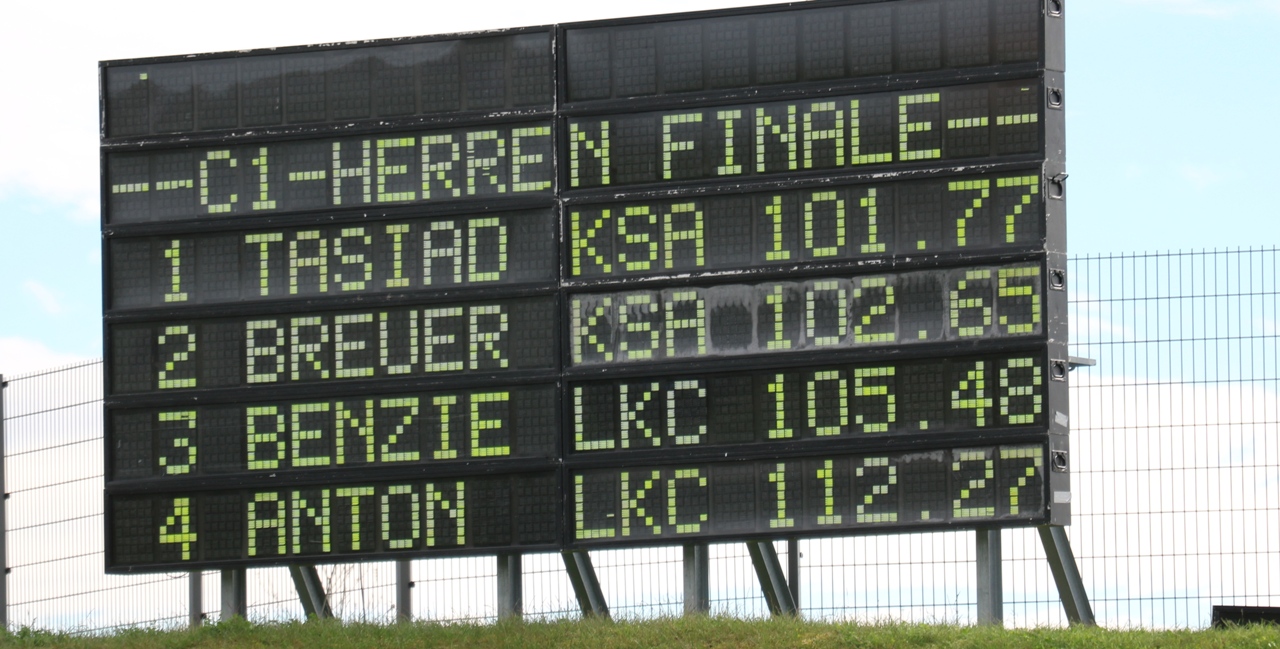 --C1-HERREN FINALE--
1 TASIAD KSA 101.77
2 BREUER KSA 102.65
3 BENZIE LKC 105.48
4 ANTON LKC 112.27